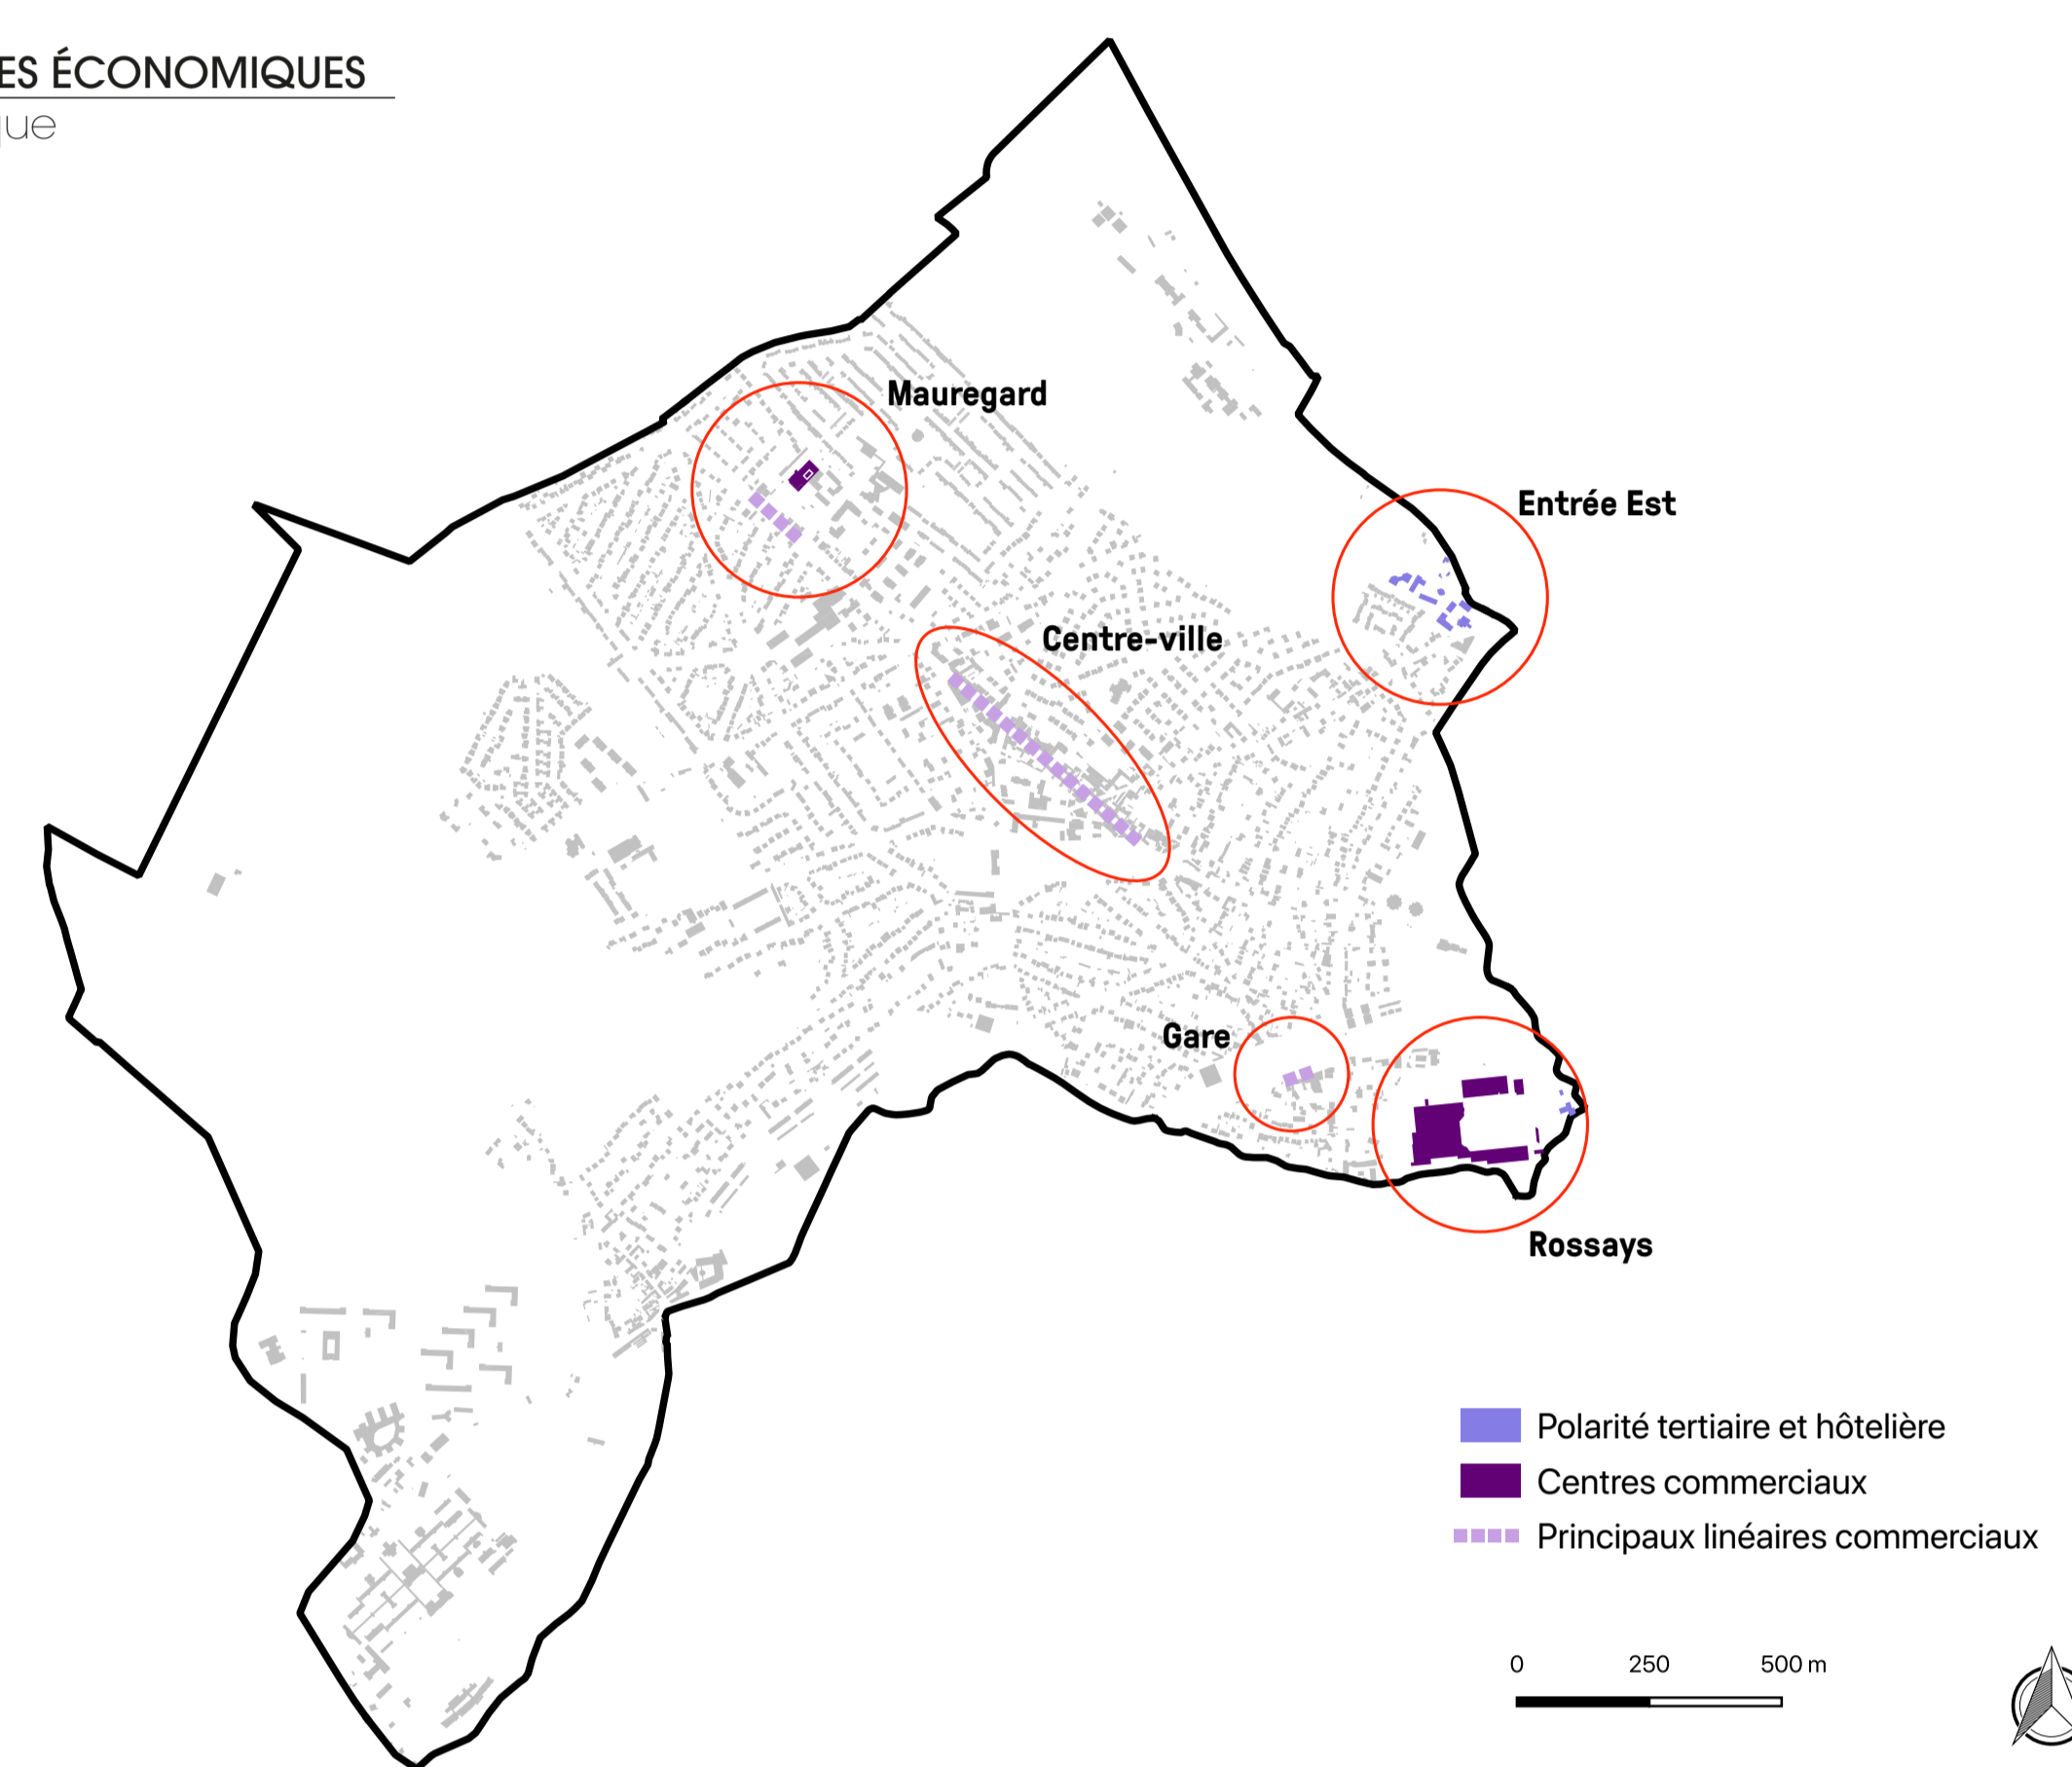 ES ÉCONOMIQUES
ue
Mauregard
Entrée Est
Centre-ville
Gare
Rossays
Polarité tertiaire et hôtelière
Centres commerciaux
Principaux linéaires commerciaux
0 250 500 m